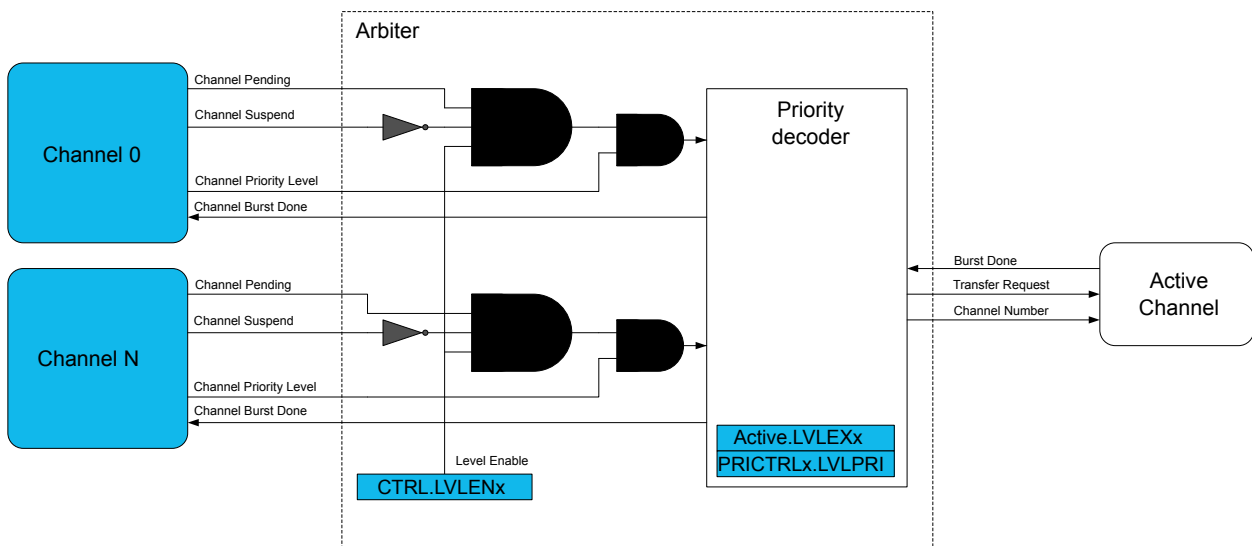 Arbiter
Channel Pending
Channel Suspend
Channel 0
Channel Priority Level
Channel Burst Done
Priority
decoder
Channel Pending
Channel Suspend
Channel N
Channel Priority Level
Channel Burst Done
Burst Done
Transfer Request
Channel Number
Active
Channel
Active.LVLEXx
PRICTRLx.LVLPRI
Level Enable
CTRL.LVLENx